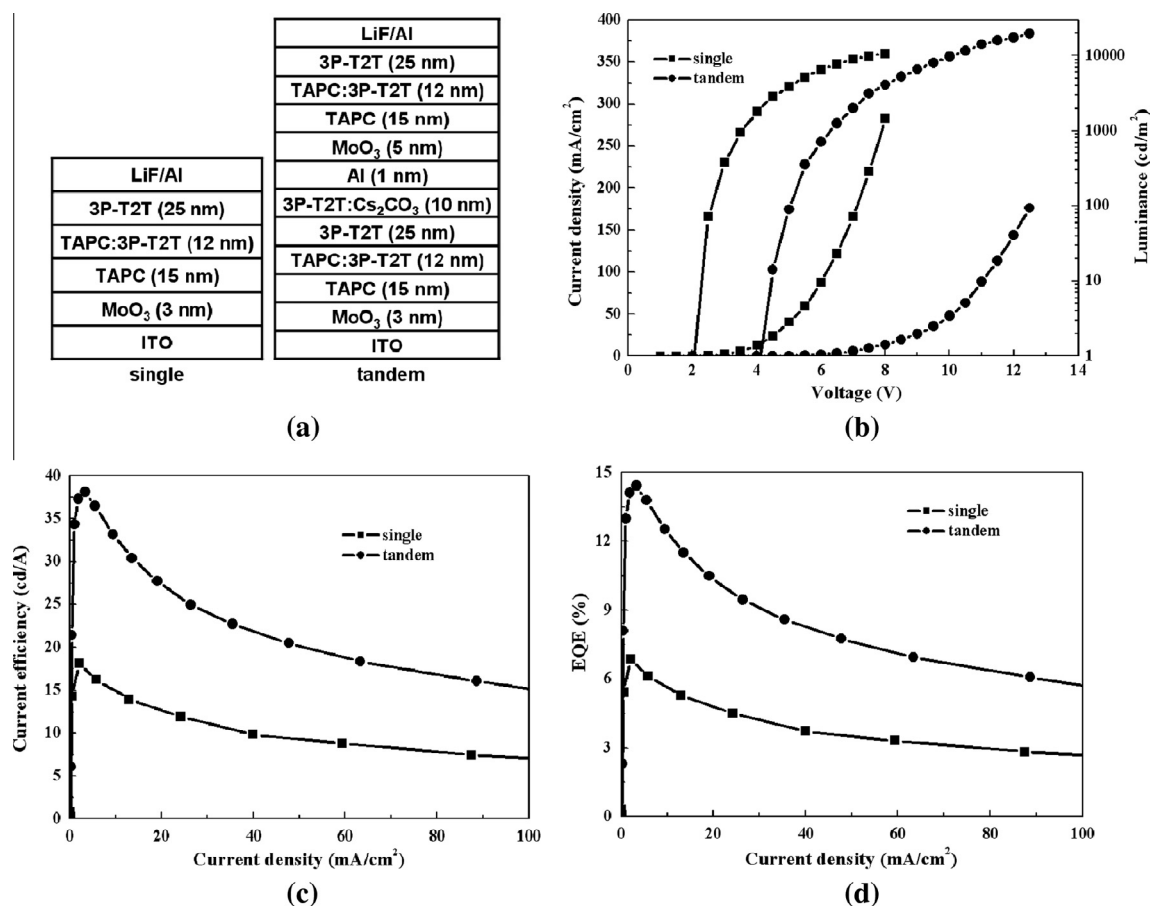 LiF/Al
3P-T2T (25 nm)
TAPC:3P-T2T (12 nm)
TAPC (15 nm)
MoO₃ (3 nm)
ITO
single
LiF/Al
3P-T2T (25 nm)
TAPC:3P-T2T (12 nm)
TAPC (15 nm)
MoO₃ (5 nm)
Al (1 nm)
3P-T2T:Cs₂CO₃ (10 nm)
3P-T2T (25 nm)
TAPC:3P-T2T (12 nm)
TAPC (15 nm)
MoO₃ (3 nm)
ITO
tandem
(a)
Current density (mA/cm²)
400
350
300
250
200
150
100
50
0
single
tandem
10000
1000
100
10
1
Luminance (cd/m²)
0 2 4 6 8 10 12 14
Voltage (V)
(b)
Current efficiency (cd/A)
40
35
30
25
20
15
10
5
0
single
tandem
0 20 40 60 80 100
Current density (mA/cm²)
(c)
EQE (%)
15
12
9
6
3
0
single
tandem
0 20 40 60 80 100
Current density (mA/cm²)
(d)